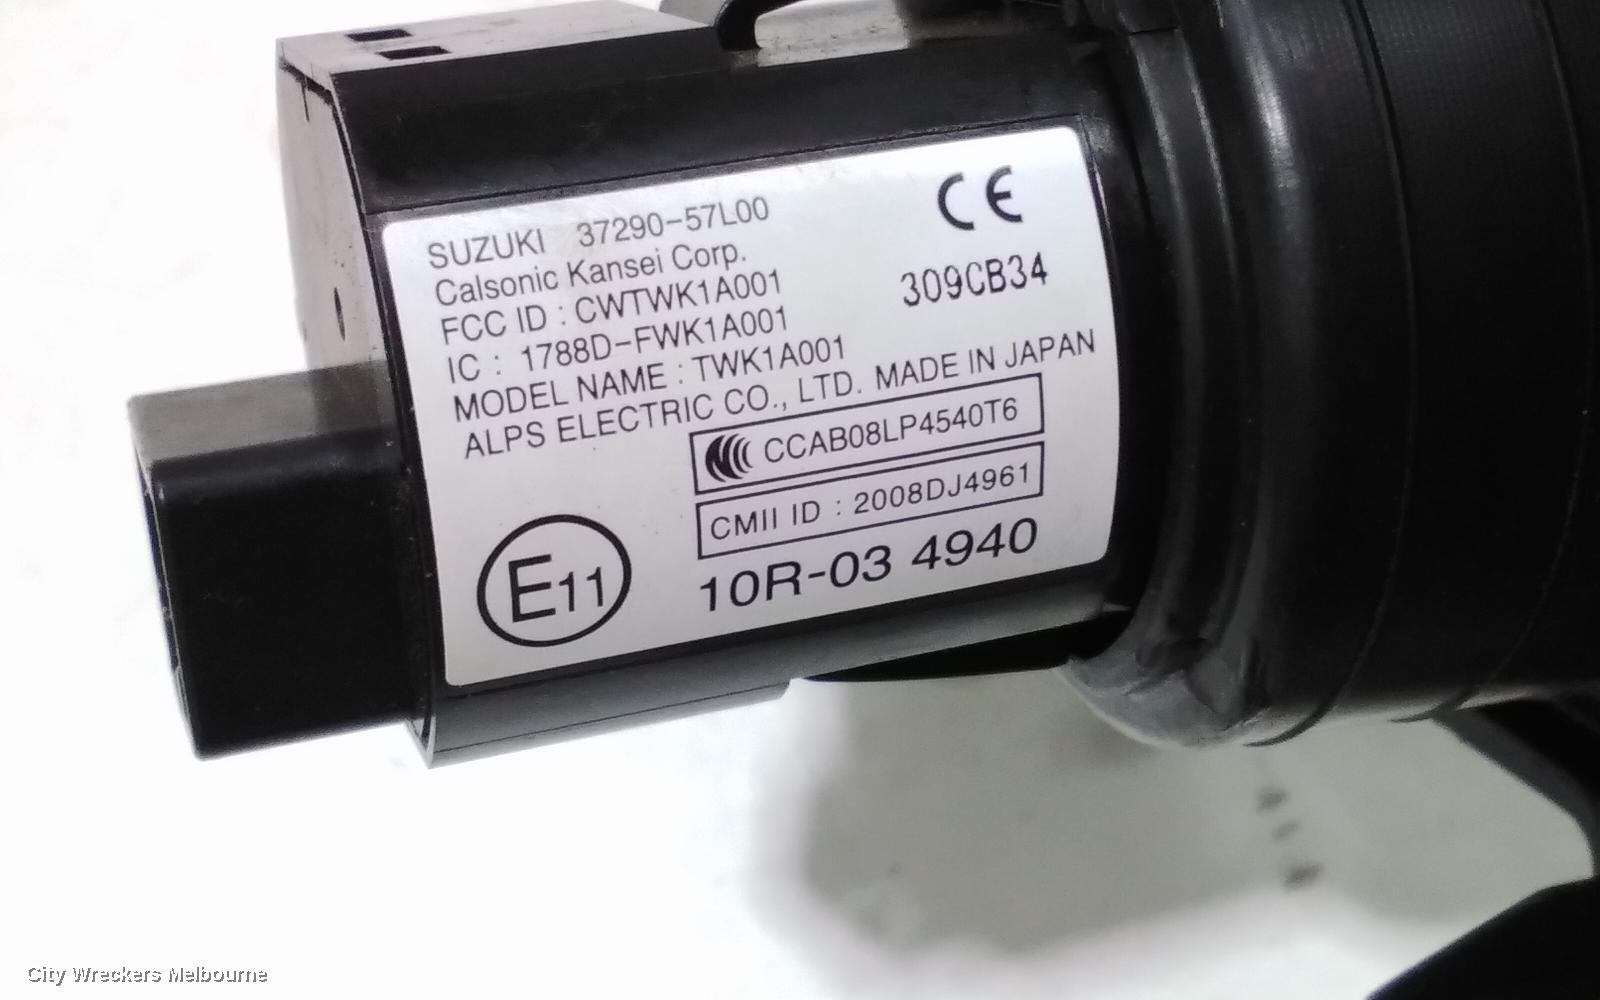 SUZUKI 37290-57L00
Calsonic Kansei Corp.
FCC ID : CWTWK1A001
IC : 1788D-FWK1A001
MODEL NAME : TWK1A001
ALPS ELECTRIC CO., LTD. MADE IN JAPAN
CE
309CB34
CCAB08LP4540T6
CMII ID : 2008DJ4961
E11
10R-03 4940
City Wreckers Melbourne